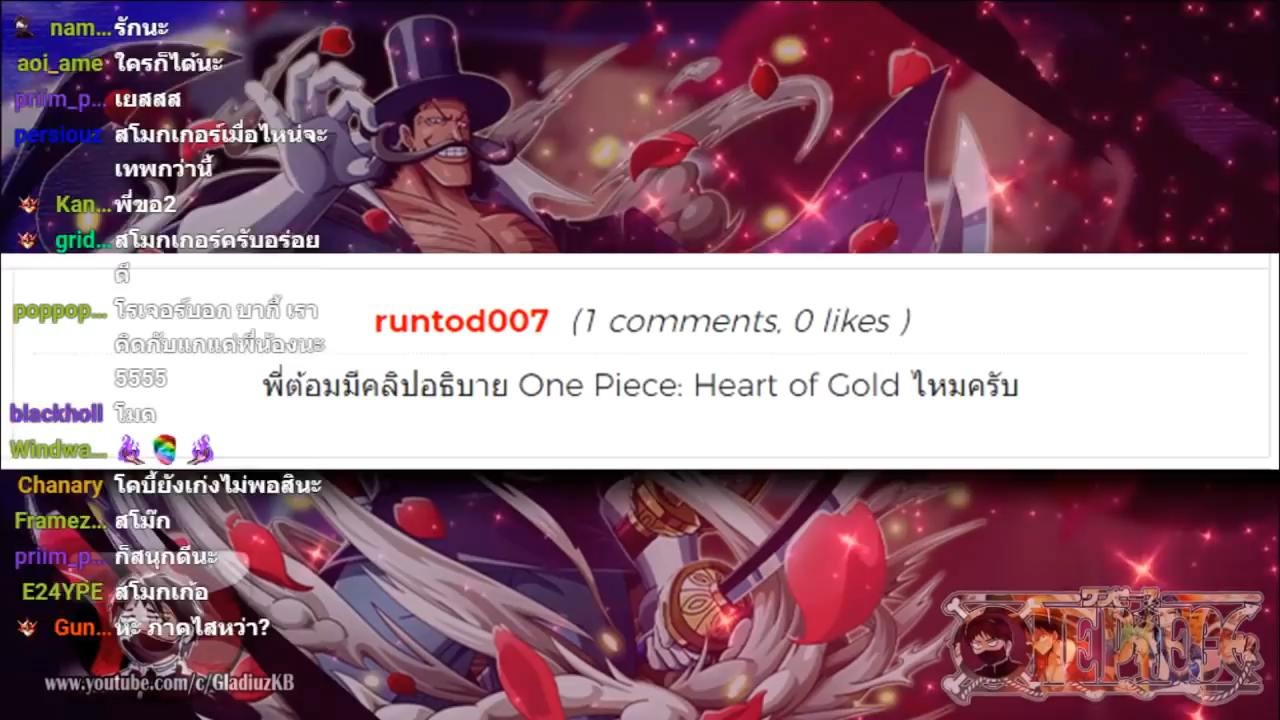 nam... รักนะ
aoi_ame ใครก็ได้นะ
priim_p... เยสสส
persiouz สโมกเกอร์เมื่อไหน่จะ
เทพกว่านี้
Kan... พี่ขอ2
grid... สโมกเกอร์ครับอร่อย
ดี
poppop... โรเจอร์บอก บากี้ เรา
คิดกับแกแค่พี่น้องนะ
5555
blackholl โมค
Windwa...
Chanary โคบี้ยังเก่งไม่พอสินะ
Framez... สโม๊ก
priim_p... ก็สนุกดีนะ
E24YPE สโมกเก้อ
Gun... หะ ภาคไสหว่า?
runtod007 (1 comments, 0 likes )
พี่ต้อมมีคลิปอธิบาย One Piece: Heart of Gold ไหมครับ
www.youtube.com/c/GladiuzKB
ワンピース
ONE PIECE